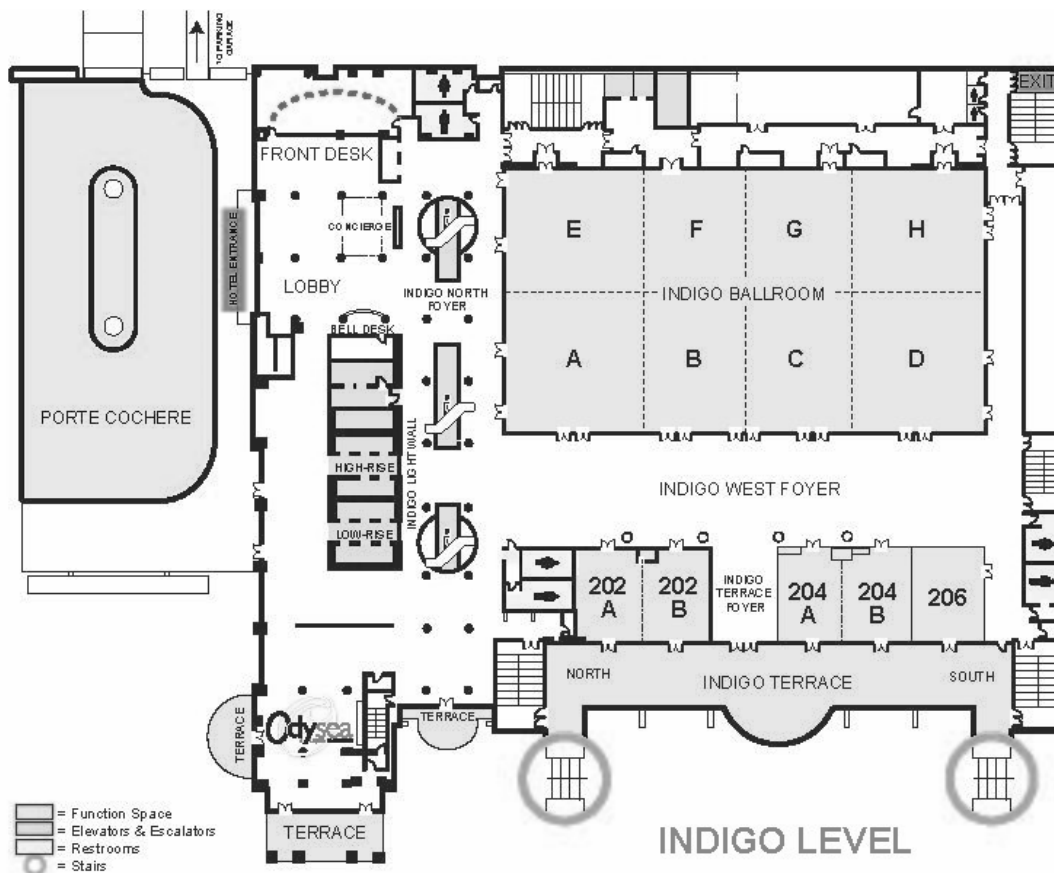 TO PARKING
GARAGE
EXIT
FRONT DESK
CONCIERGE
HOTEL ENTRANCE
LOBBY
INDIGO NORTH
FOYER
BELL DESK
E
F
G
H
INDIGO BALLROOM
A
B
C
D
PORTE COCHERE
HIGH-RISE
LOW-RISE
INDIGO LIGHT WALL
INDIGO WEST FOYER
202
A
202
B
INDIGO
TERRACE
FOYER
204
A
204
B
206
NORTH
INDIGO TERRACE
SOUTH
TERRACE
Odysea
TERRACE
TERRACE
= Function Space
= Elevators & Escalators
= Restrooms
= Stairs
INDIGO LEVEL